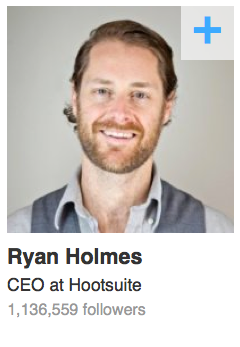 Ryan Holmes
CEO at Hootsuite
1,136,559 followers